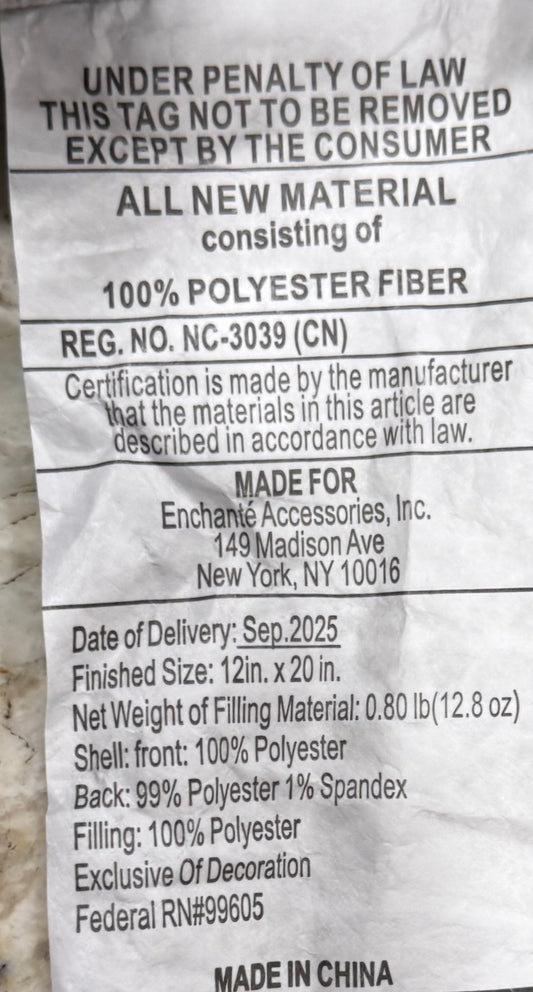 UNDER PENALTY OF LAW
THIS TAG NOT TO BE REMOVED
EXCEPT BY THE CONSUMER
ALL NEW MATERIAL
consisting of
100% POLYESTER FIBER
REG. NO. NC-3039 (CN)
Certification is made by the manufacturer
that the materials in this article are
described in accordance with law.
MADE FOR
Enchanté Accessories, Inc.
149 Madison Ave
New York, NY 10016
Date of Delivery: Sep.2025
Finished Size: 12in. x 20 in.
Net Weight of Filling Material: 0.80 lb(12.8 oz)
Shell: front: 100% Polyester
Back: 99% Polyester 1% Spandex
Filling: 100% Polyester
Exclusive Of Decoration
Federal RN#99605
MADE IN CHINA